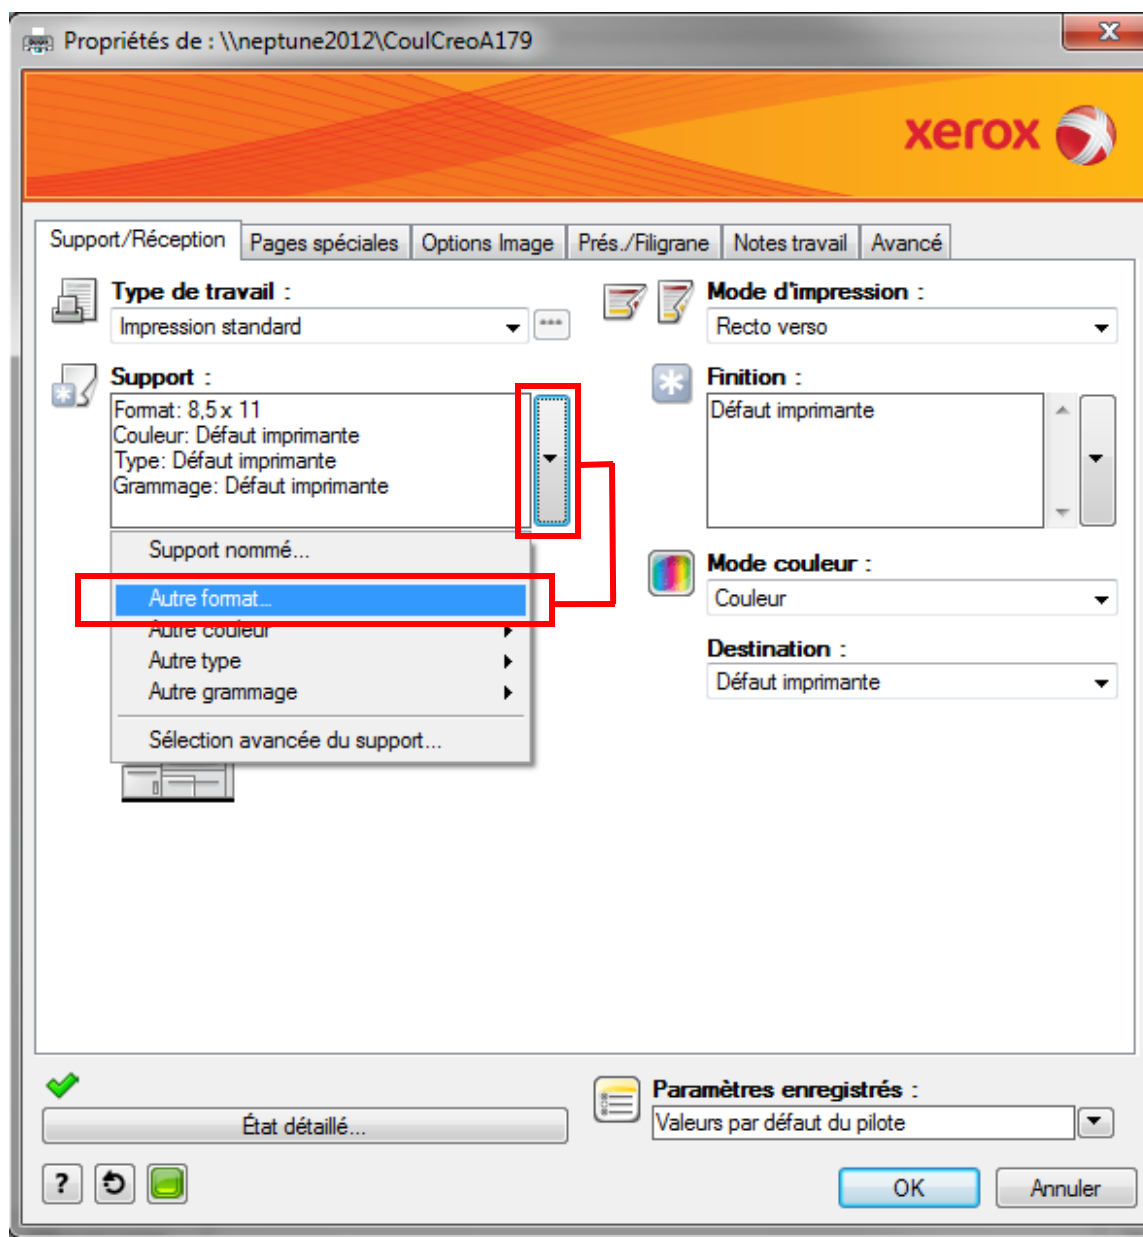 Propriétés de : \\neptune2012\CoulCreoA179
x
xerox
Support/Réception
Pages spéciales
Options Image
Prés./Filigrane
Notes travail
Avancé
Type de travail :
Impression standard
Mode d'impression :
Recto verso
Support :
Format: 8,5 x 11
Couleur: Défaut imprimante
Type: Défaut imprimante
Grammage: Défaut imprimante
Finition :
Défaut imprimante
Support nommé...
Autre format...
Autre couleur
Autre type
Autre grammage
Sélection avancée du support...
Mode couleur :
Couleur
Destination :
Défaut imprimante
État détaillé...
Paramètres enregistrés :
Valeurs par défaut du pilote
?
OK
Annuler